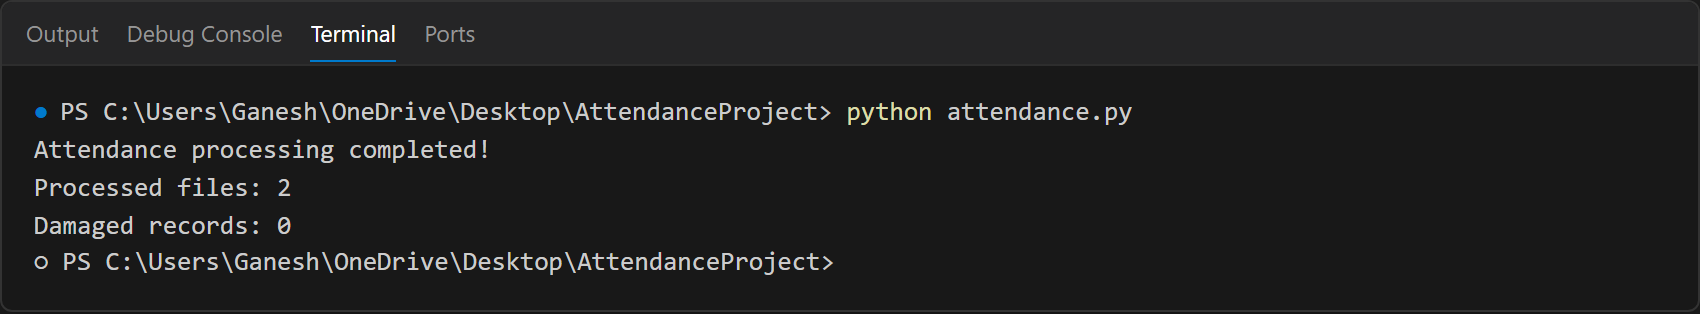 Output Debug Console Terminal Ports
PS C:\Users\Ganesh\OneDrive\Desktop\AttendanceProject> python attendance.py
Attendance processing completed!
Processed files: 2
Damaged records: 0
PS C:\Users\Ganesh\OneDrive\Desktop\AttendanceProject>